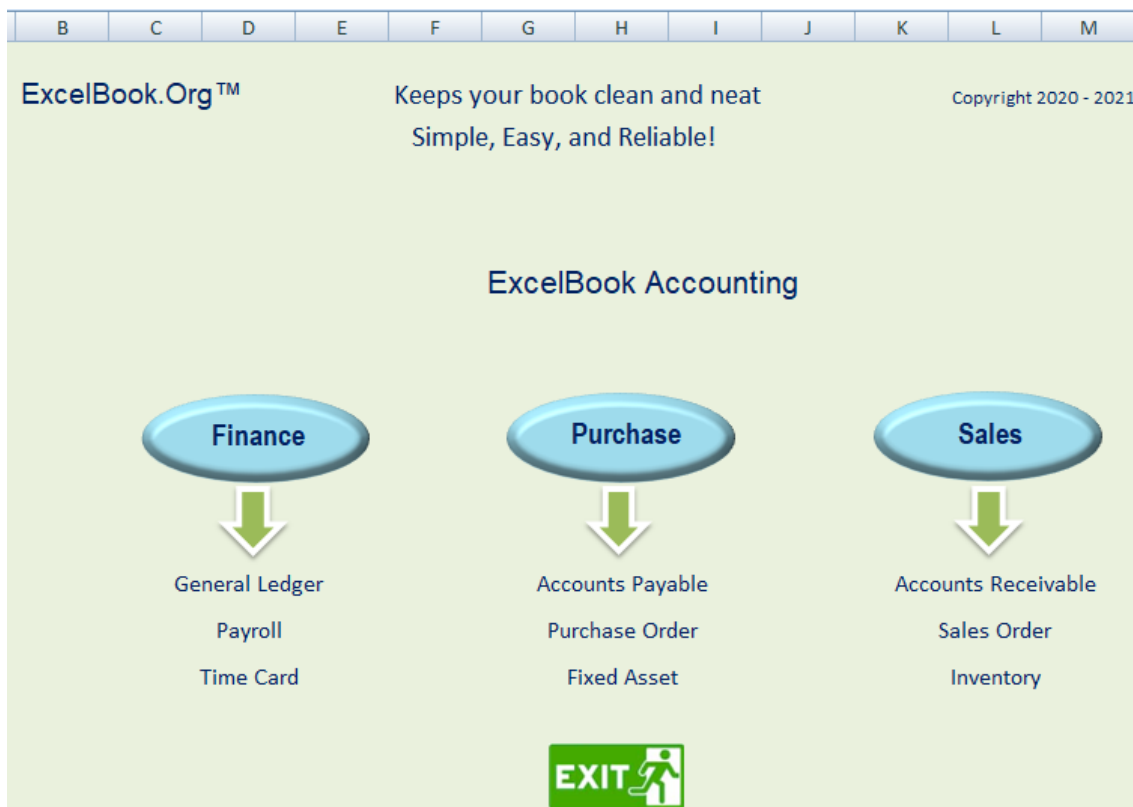 B C D E F G H I J K L M
ExcelBook.Org™ Keeps your book clean and neat Copyright 2020 - 2021
Simple, Easy, and Reliable!
ExcelBook Accounting
Finance Purchase Sales
General Ledger Accounts Payable Accounts Receivable
Payroll Purchase Order Sales Order
Time Card Fixed Asset Inventory
EXIT